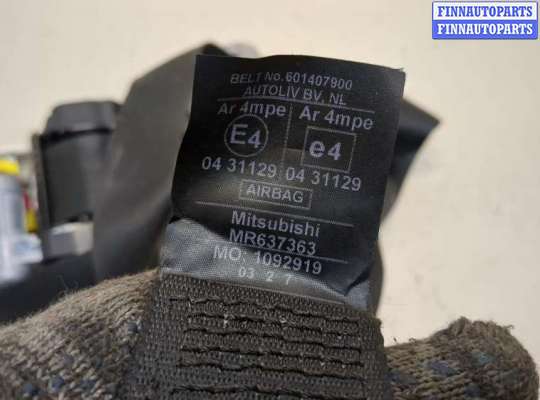 FINNAUTOPARTS
FINNAUTOPARTS
FINNAUTOPARTS
BELT No.601407900
AUTOLIV BV, NL
Ar 4mpe Ar 4mpe
E4 e4
04 31129 04 31129
AIRBAG
Mitsubishi
MR637363
MO: 1092919
03 2 7